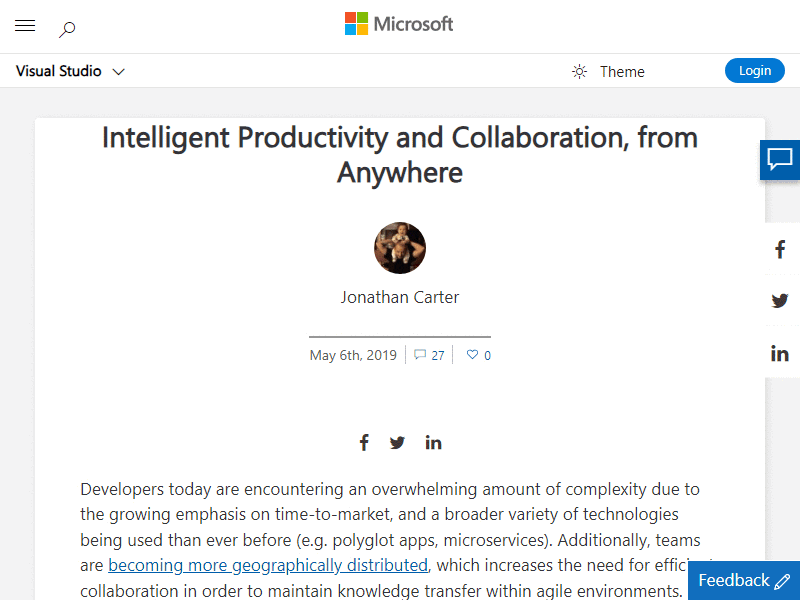 Microsoft
Visual Studio
Theme
Login
Intelligent Productivity and Collaboration, from
Anywhere
Jonathan Carter
May 6th, 2019
27
0
Developers today are encountering an overwhelming amount of complexity due to
the growing emphasis on time-to-market, and a broader variety of technologies
being used than ever before (e.g. polyglot apps, microservices). Additionally, teams
are becoming more geographically distributed, which increases the need for
collaboration in order to maintain knowledge transfer within agile environments.
Feedback